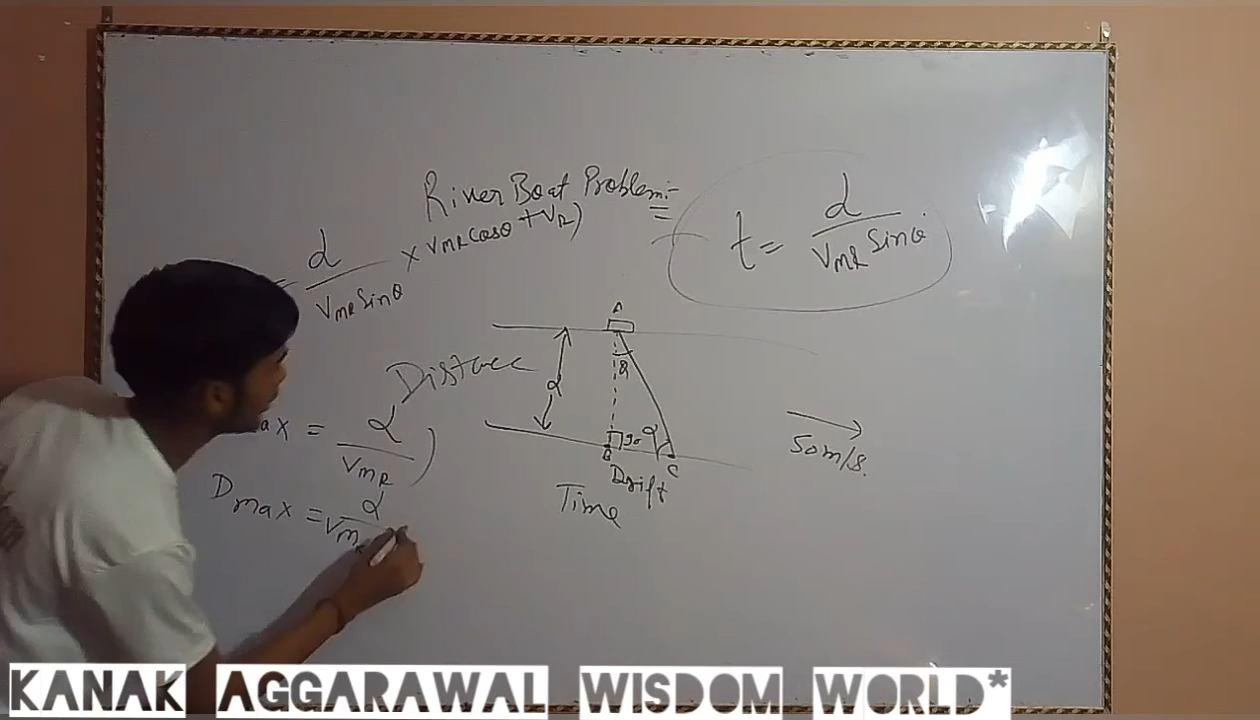 River Boat Problem:-
= d / VmR Sinθ × VmR Cosθ + VR)
t = d / VmR Sinθ
A
d
Distance
ax = d / VmR )
90
B
C
Drift
50m/s.
Dmax = d / Vm
Time
KANAK AGGARAWAL WISDOM WORLD*